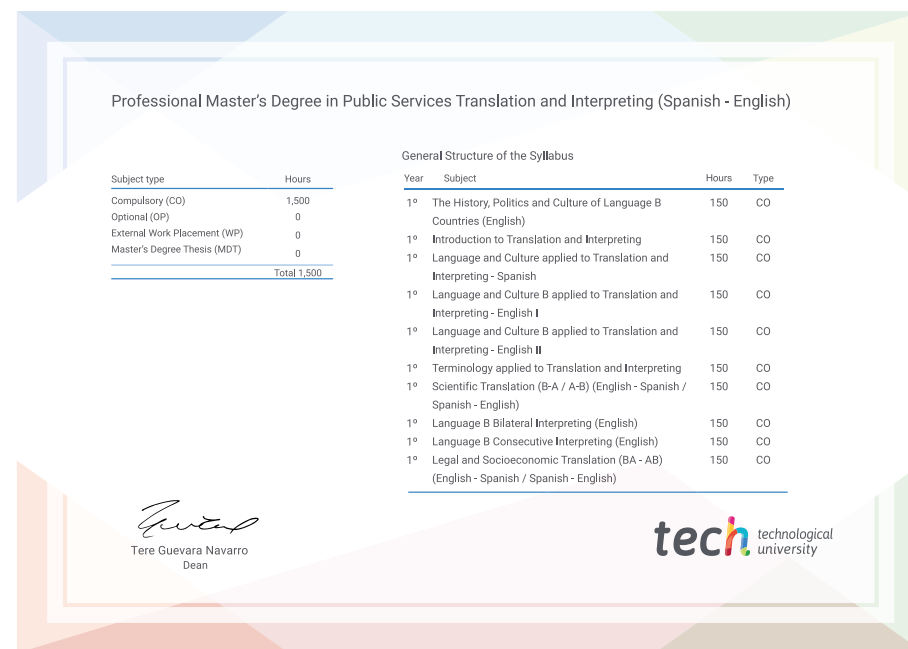 Professional Master's Degree in Public Services Translation and Interpreting (Spanish - English)
Subject type Hours
Compulsory (CO) 1,500
Optional (OP) 0
External Work Placement (WP) 0
Master's Degree Thesis (MDT) 0
Total 1,500
General Structure of the Syllabus
Year Subject Hours Type
1º The History, Politics and Culture of Language B 150 CO
Countries (English)
1º Introduction to Translation and Interpreting 150 CO
1º Language and Culture applied to Translation and 150 CO
Interpreting - Spanish
1º Language and Culture B applied to Translation and 150 CO
Interpreting - English I
1º Language and Culture B applied to Translation and 150 CO
Interpreting - English II
1º Terminology applied to Translation and Interpreting 150 CO
1º Scientific Translation (B-A / A-B) (English - Spanish / 150 CO
Spanish - English)
1º Language B Bilateral Interpreting (English) 150 CO
1º Language B Consecutive Interpreting (English) 150 CO
1º Legal and Socioeconomic Translation (BA - AB) 150 CO
(English - Spanish / Spanish - English)
Tere Guevara Navarro
Dean
tech technological
university